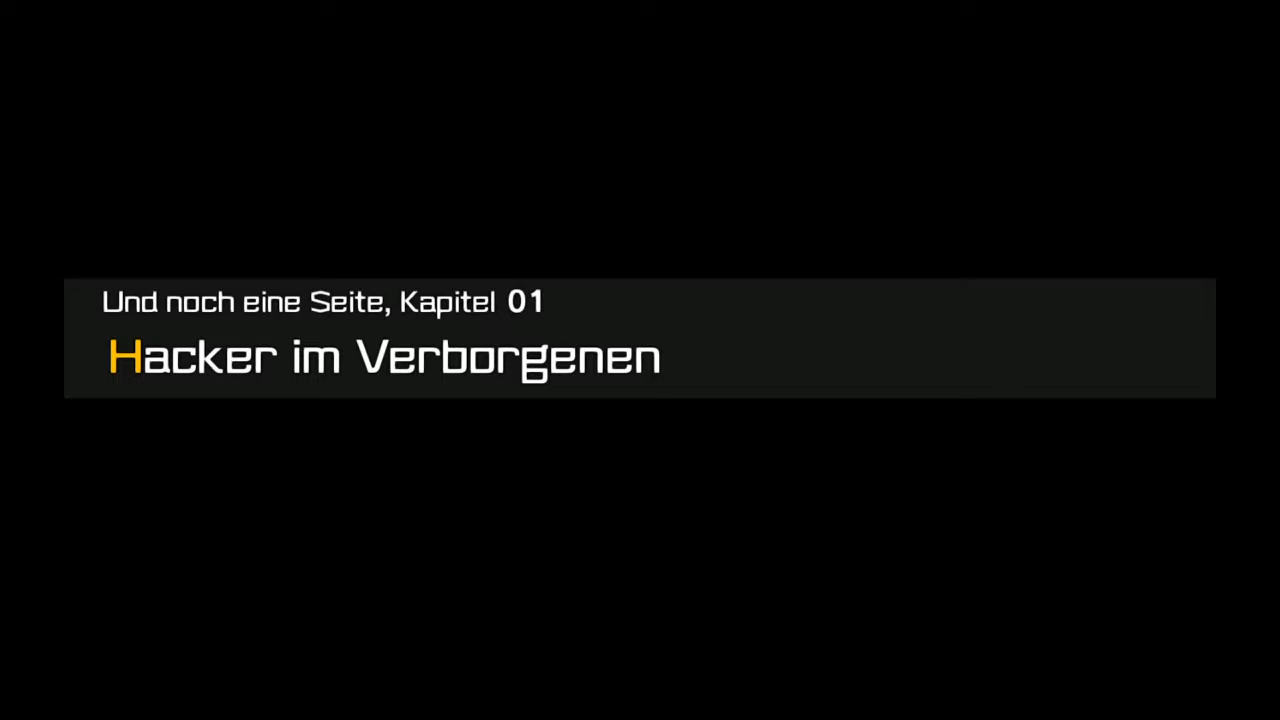 Und noch eine Seite, Kapitel 01
Hacker im Verborgenen